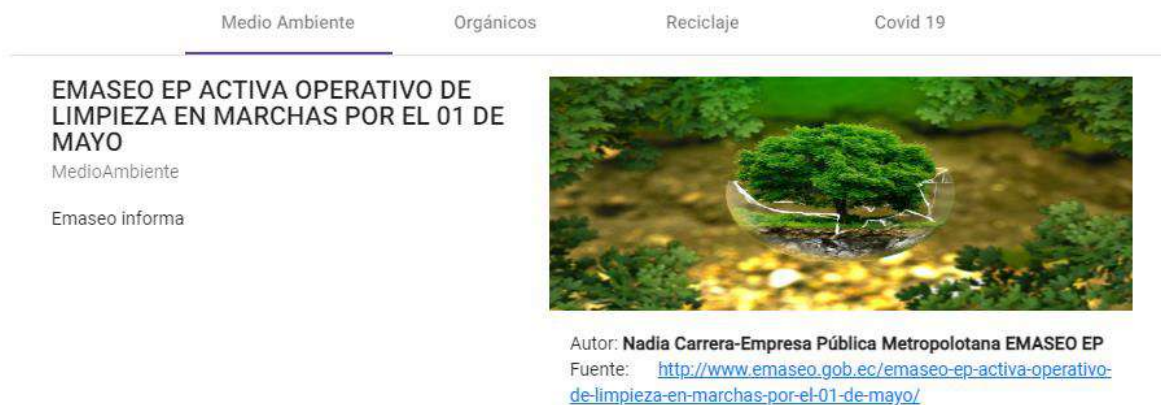 Medio Ambiente Orgánicos Reciclaje Covid 19
EMASEO EP ACTIVA OPERATIVO DE
LIMPIEZA EN MARCHAS POR EL 01 DE
MAYO
MedioAmbiente
Emaseo informa
Autor: Nadia Carrera-Empresa Pública Metropolotana EMASEO EP
Fuente: http://www.emaseo.gob.ec/emaseo-ep-activa-operativo-
de-limpieza-en-marchas-por-el-01-de-mayo/